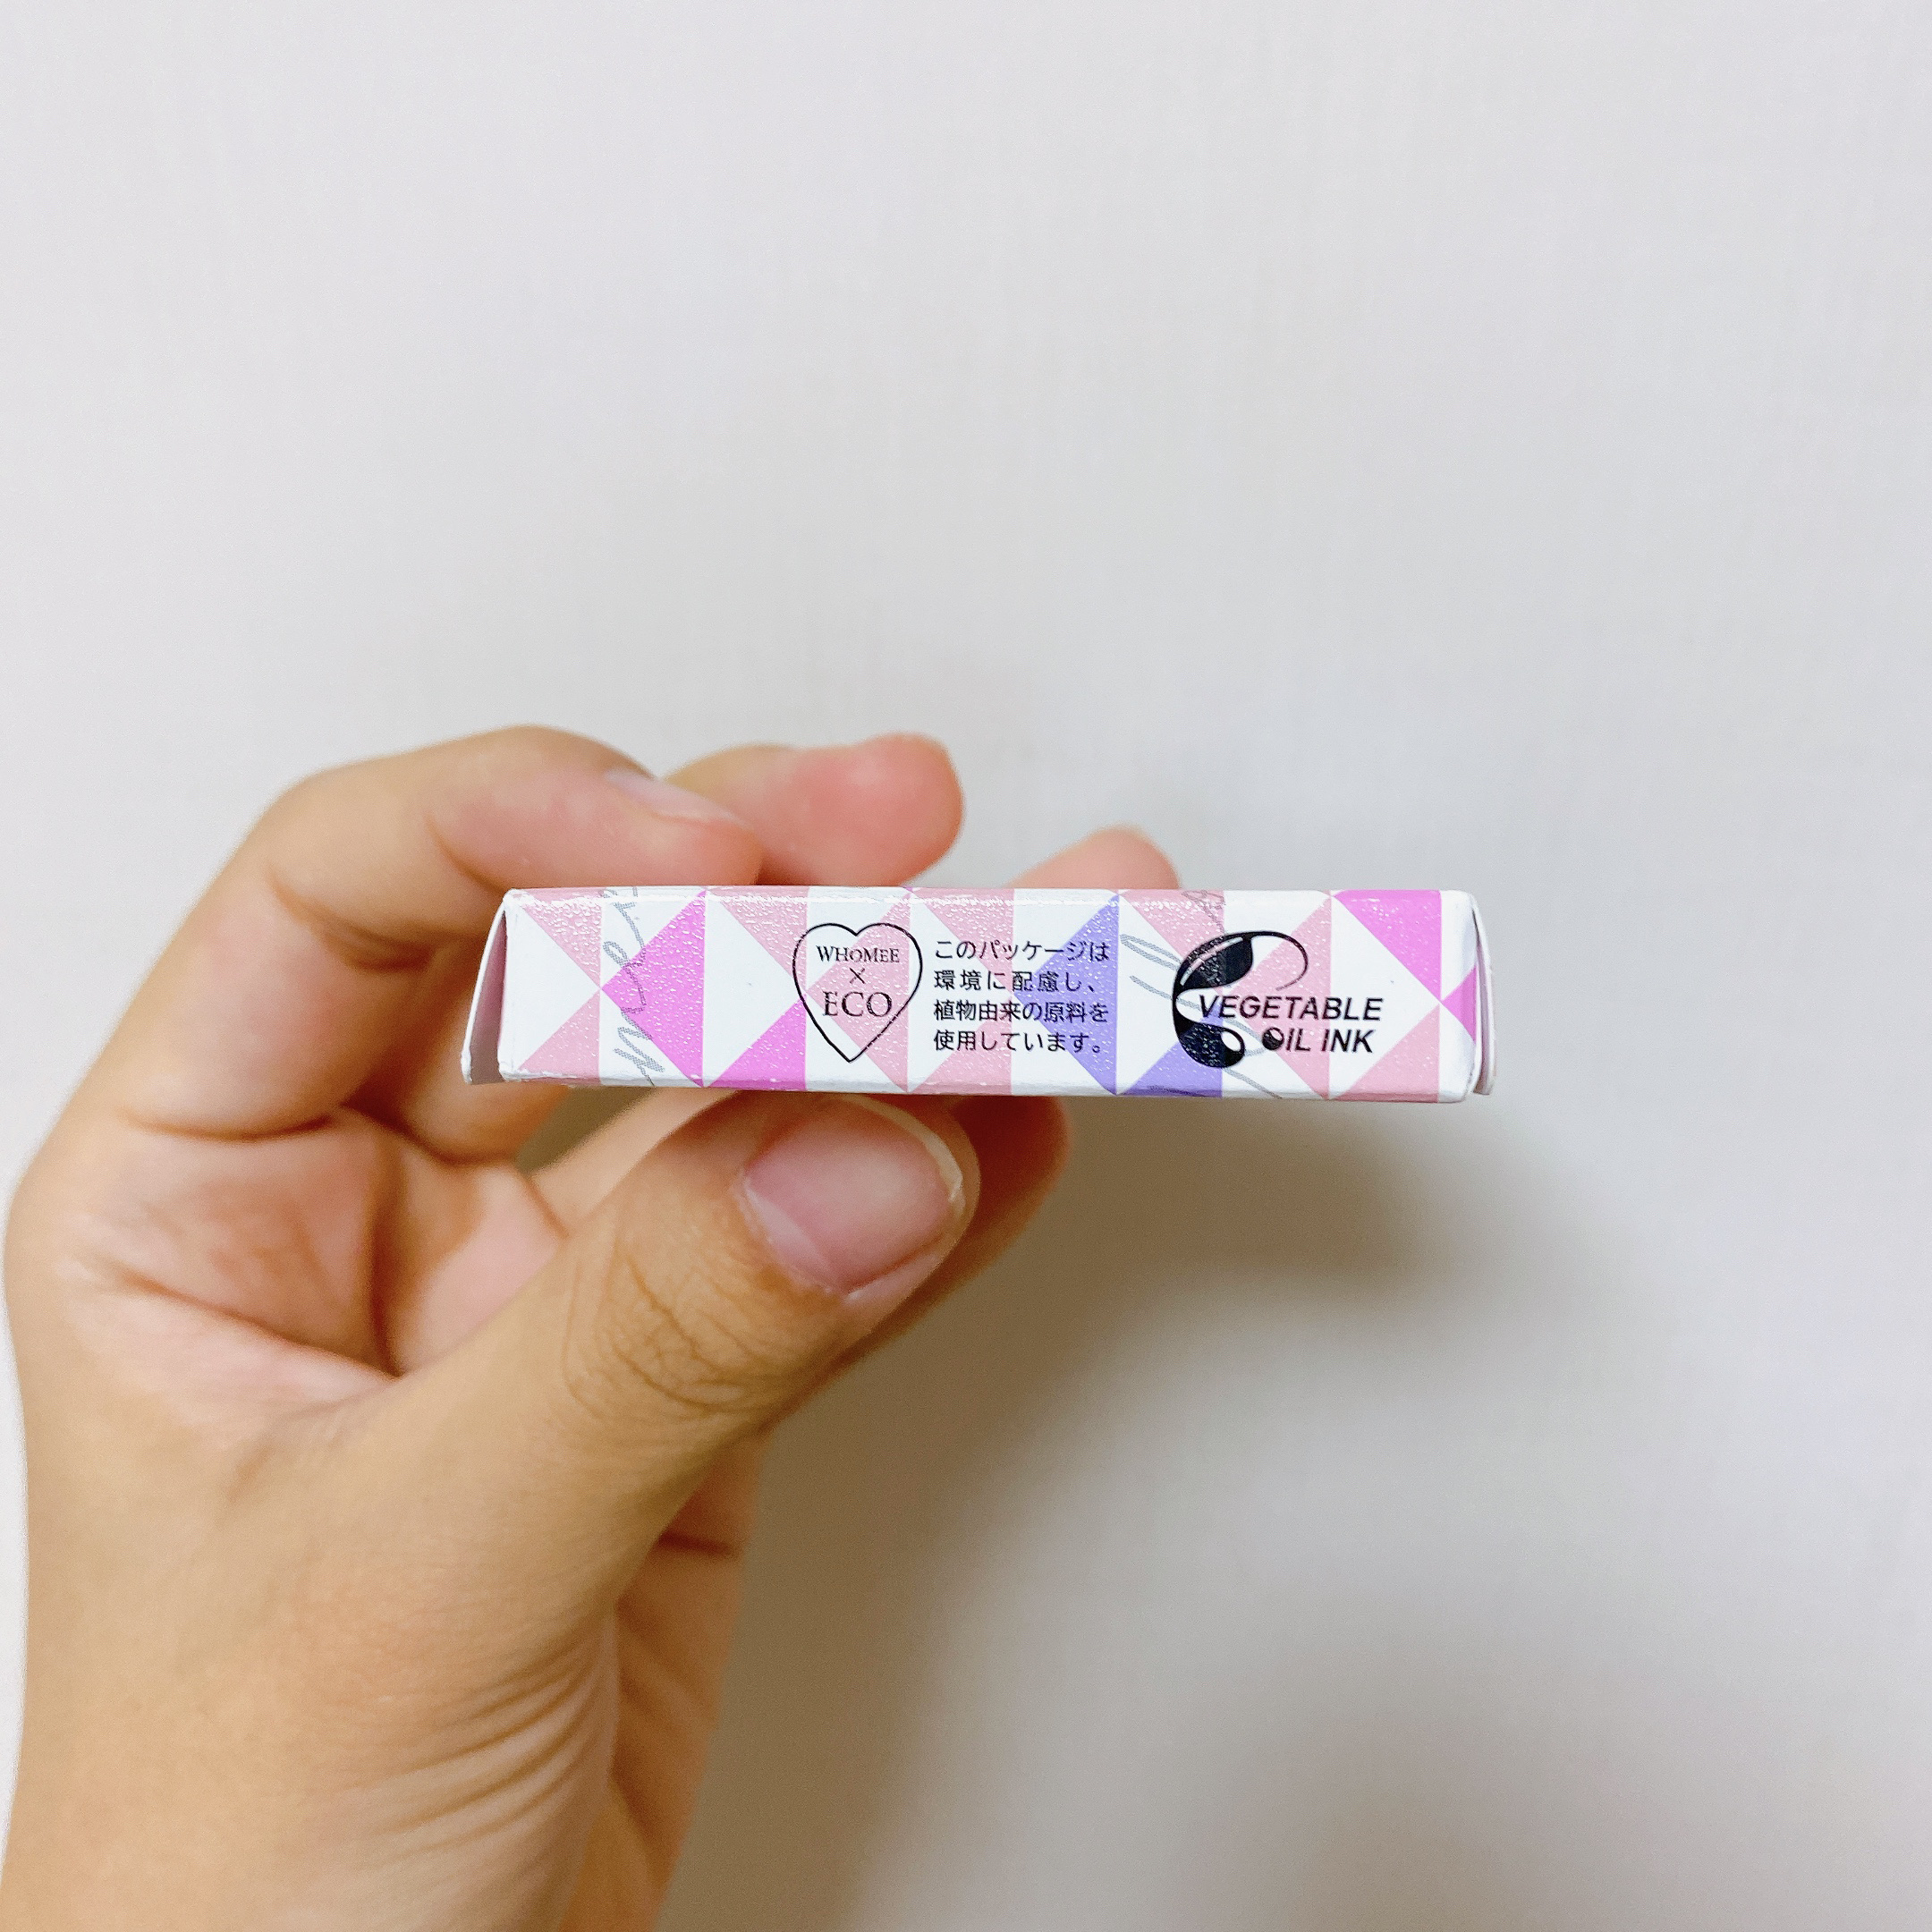 WHOMEE
×
ECO
このパッケージは
環境に配慮し、
植物由来の原料を
使用しています。
VEGETABLE
OIL INK